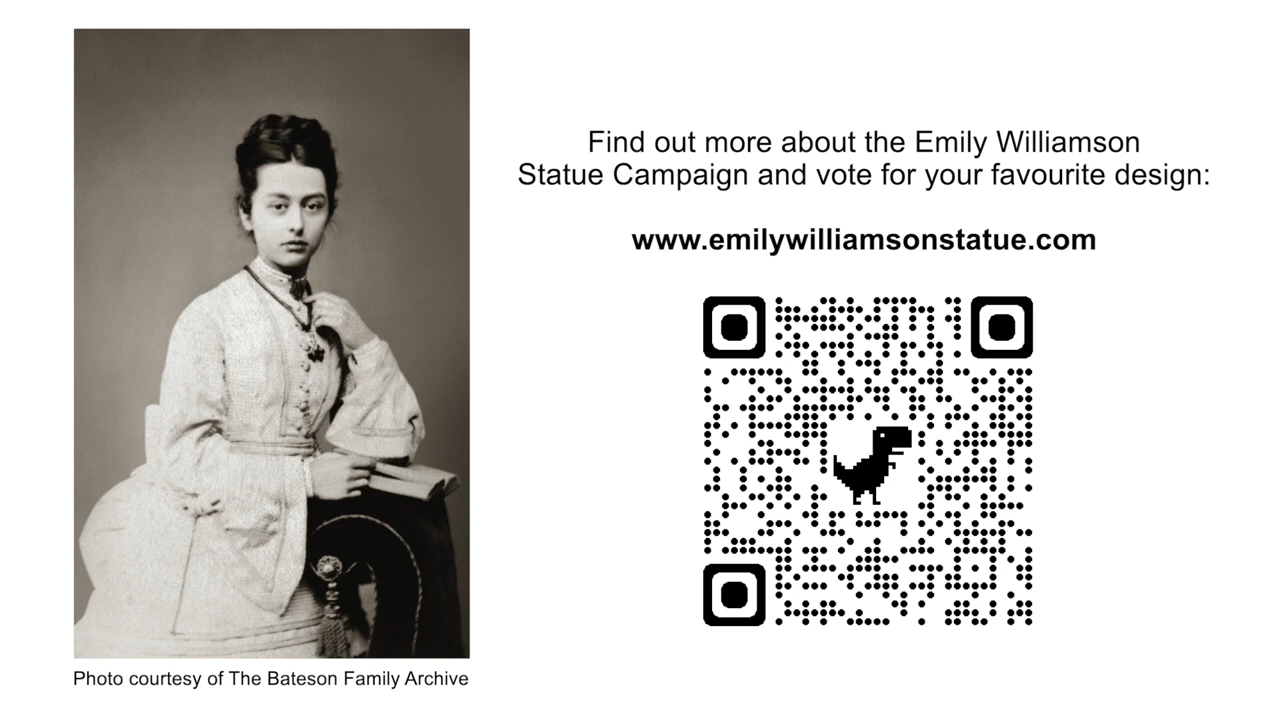 Find out more about the Emily Williamson
Statue Campaign and vote for your favourite design:
www.emilywilliamsonstatue.com
Photo courtesy of The Bateson Family Archive